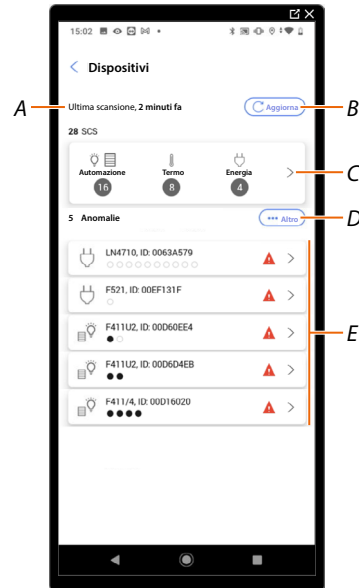 15:02
Dispositivi
A
Ultima scansione, 2 minuti fa
Aggiorna
B
28 SCS
Automazione Termo Energia
16 8 4
C
5 Anomalie
••• Altro
D
LN4710, ID: 0063A579
F521, ID: 00EF131F
F411U2, ID: 00D60EE4
E
F411U2, ID: 00D6D4EB
F411/4, ID: 00D16020